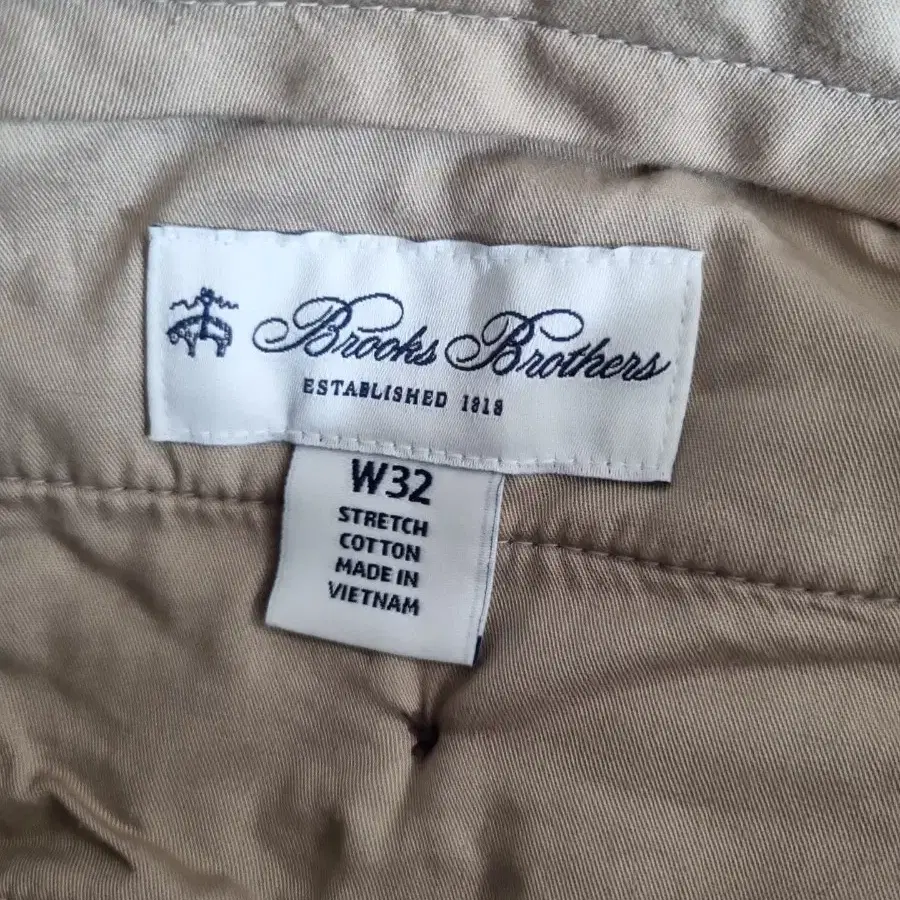 Brooks Brothers
ESTABLISHED 1818
W32
STRETCH
COTTON
MADE IN
VIETNAM